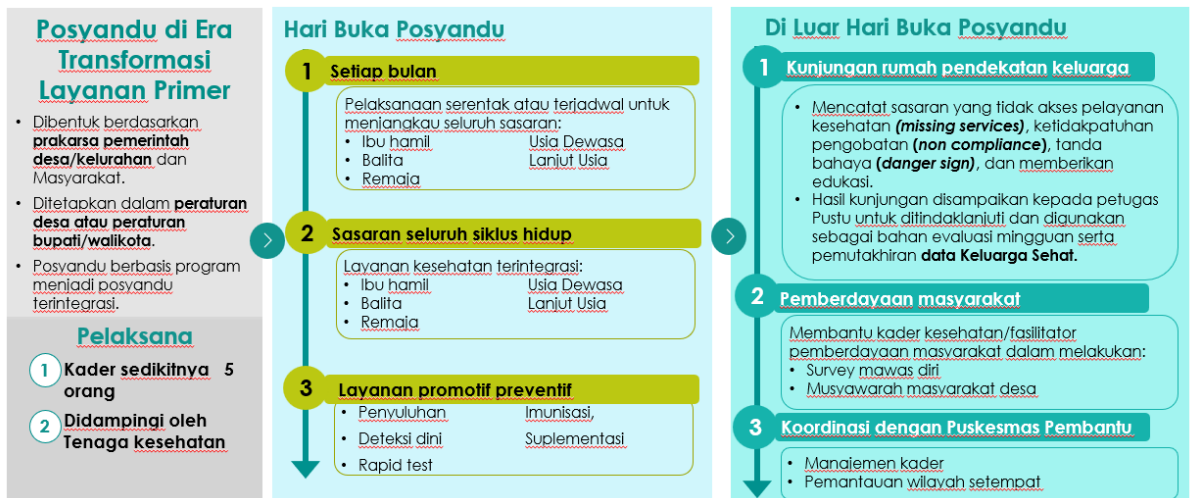 Posyandu di Era
Transformasi
Layanan Primer
• Dibentuk berdasarkan
prakarsa pemerintah
desa/kelurahan dan
Masyarakat.
• Ditetapkan dalam peraturan
desa atau peraturan
bupati/walikota.
• Posyandu berbasis program
menjadi posyandu
terintegrasi.
Pelaksana
1 Kader sedikitnya 5
orang
2 Didampingi oleh
Tenaga kesehatan
Hari Buka Posyandu
1 Setiap bulan
Pelaksanaan serentak atau terjadwal untuk
menjangkau seluruh sasaran:
• Ibu hamil Usia Dewasa
• Balita Lanjut Usia
• Remaja
2 Sasaran seluruh siklus hidup
Layanan kesehatan terintegrasi:
• Ibu hamil Usia Dewasa
• Balita Lanjut Usia
• Remaja
3 Layanan promotif preventif
• Penyuluhan Imunisasi,
• Deteksi dini Suplementasi
• Rapid test
Di Luar Hari Buka Posyandu
1 Kunjungan rumah pendekatan keluarga
• Mencatat sasaran yang tidak akses pelayanan
kesehatan (missing services), ketidakpatuhan
pengobatan (non compliance), tanda
bahaya (danger sign), dan memberikan
edukasi.
• Hasil kunjungan disampaikan kepada petugas
Pustu untuk ditindaklanjuti dan digunakan
sebagai bahan evaluasi mingguan serta
pemutakhiran data Keluarga Sehat.
2 Pemberdayaan masyarakat
Membantu kader kesehatan/fasilitator
pemberdayaan masyarakat dalam melakukan:
• Survey mawas diri
• Musyawarah masyarakat desa
3 Koordinasi dengan Puskesmas Pembantu
• Manajemen kader
• Pemantauan wilayah setempat